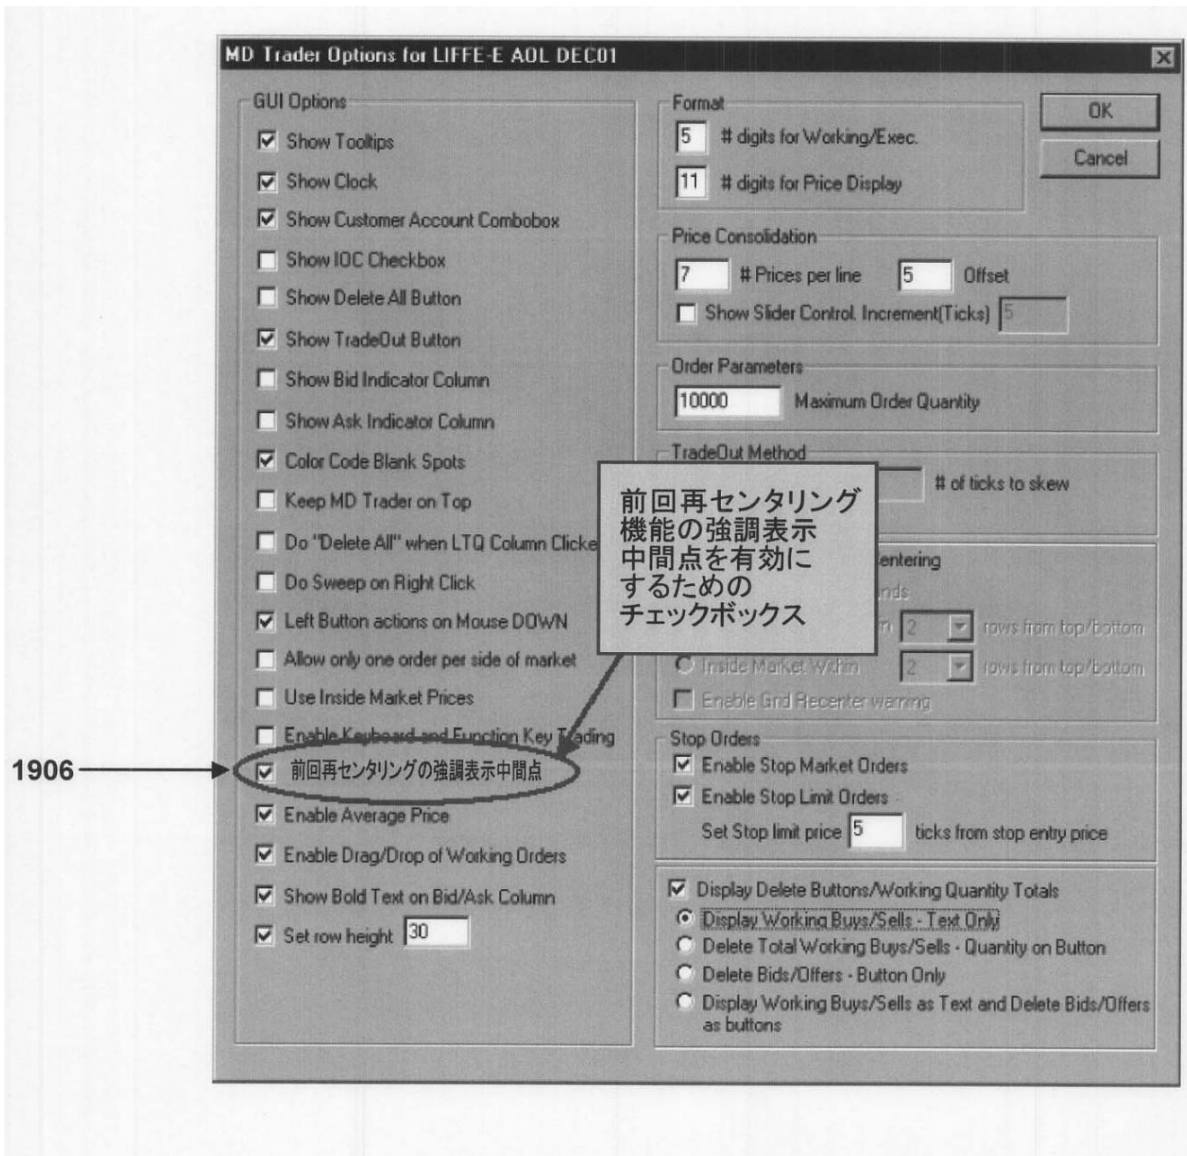 MD Trader Options for LIFFE-E AOL DEC01
GUI Options
Show Tooltips
Show Clock
Show Customer Account Combobox
Show IOC Checkbox
Show Delete All Button
Show TradeOut Button
Show Bid Indicator Column
Show Ask Indicator Column
Color Code Blank Spots
Keep MD Trader on Top
Do "Delete All" when LTQ Column Clicke
Do Sweep on Right Click
Left Button actions on Mouse DOWN
Allow only one order per side of market
Use Inside Market Prices
Enable Keyboard and Function Key Trading
1906
前回再センタリングの強調表示中間点
Enable Average Price
Enable Drag/Drop of Working Orders
Show Bold Text on Bid/Ask Column
Set row height 30
Format
5 # digits for Working/Exec.
11 # digits for Price Display
OK
Cancel
Price Consolidation
7 # Prices per line 5 Offset
Show Slider Control. Increment(Ticks) 5
Order Parameters
10000 Maximum Order Quantity
TradeOut Method
# of ticks to skew
前回再センタリング
機能の強調表示
中間点を有効に
するための
チェックボックス
entering
nds
2 rows from top/bottom
Inside Market Within 2 rows from top/bottom
Enable Grid Recenter warning
Stop Orders
Enable Stop Market Orders
Enable Stop Limit Orders
Set Stop limit price 5 ticks from stop entry price
Display Delete Buttons/Working Quantity Totals
Display Working Buys/Sells - Text Only
Delete Total Working Buys/Sells - Quantity on Button
Delete Bids/Offers - Button Only
Display Working Buys/Sells as Text and Delete Bids/Offers
as buttons